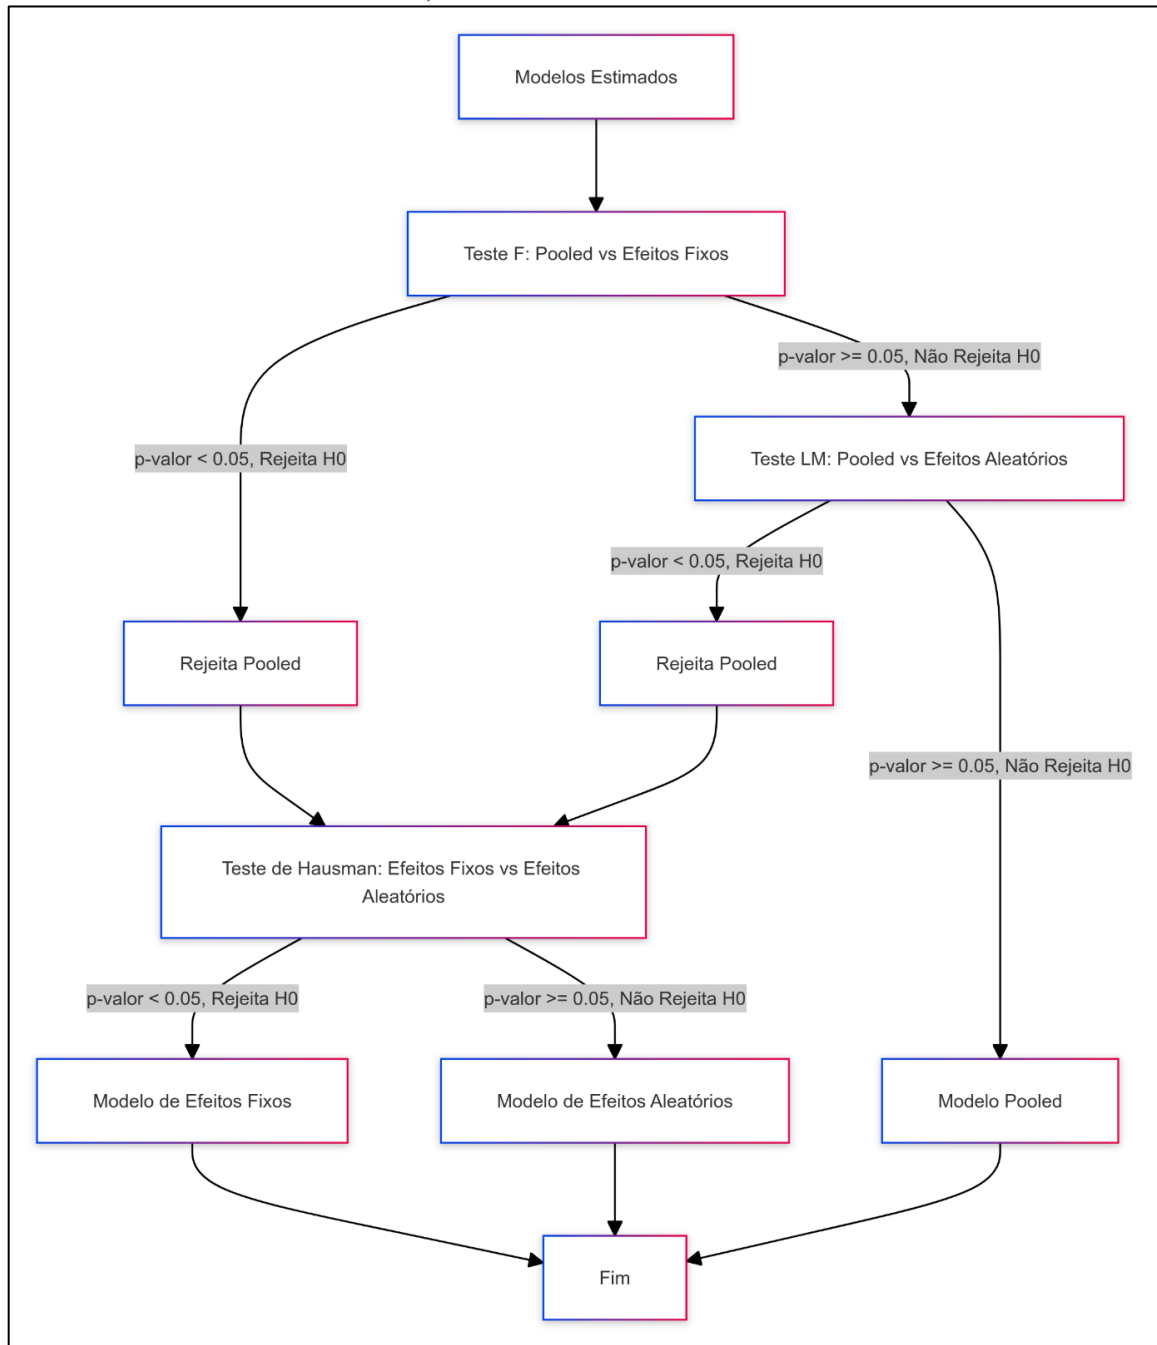 Modelos Estimados
Teste F: Pooled vs Efeitos Fixos
p-valor >= 0.05, Não Rejeita H0
p-valor < 0.05, Rejeita H0
Teste LM: Pooled vs Efeitos Aleatórios
p-valor < 0.05, Rejeita H0
Rejeita Pooled
Rejeita Pooled
p-valor >= 0.05, Não Rejeita H0
Teste de Hausman: Efeitos Fixos vs Efeitos
Aleatórios
p-valor < 0.05, Rejeita H0
p-valor >= 0.05, Não Rejeita H0
Modelo de Efeitos Fixos
Modelo de Efeitos Aleatórios
Modelo Pooled
Fim